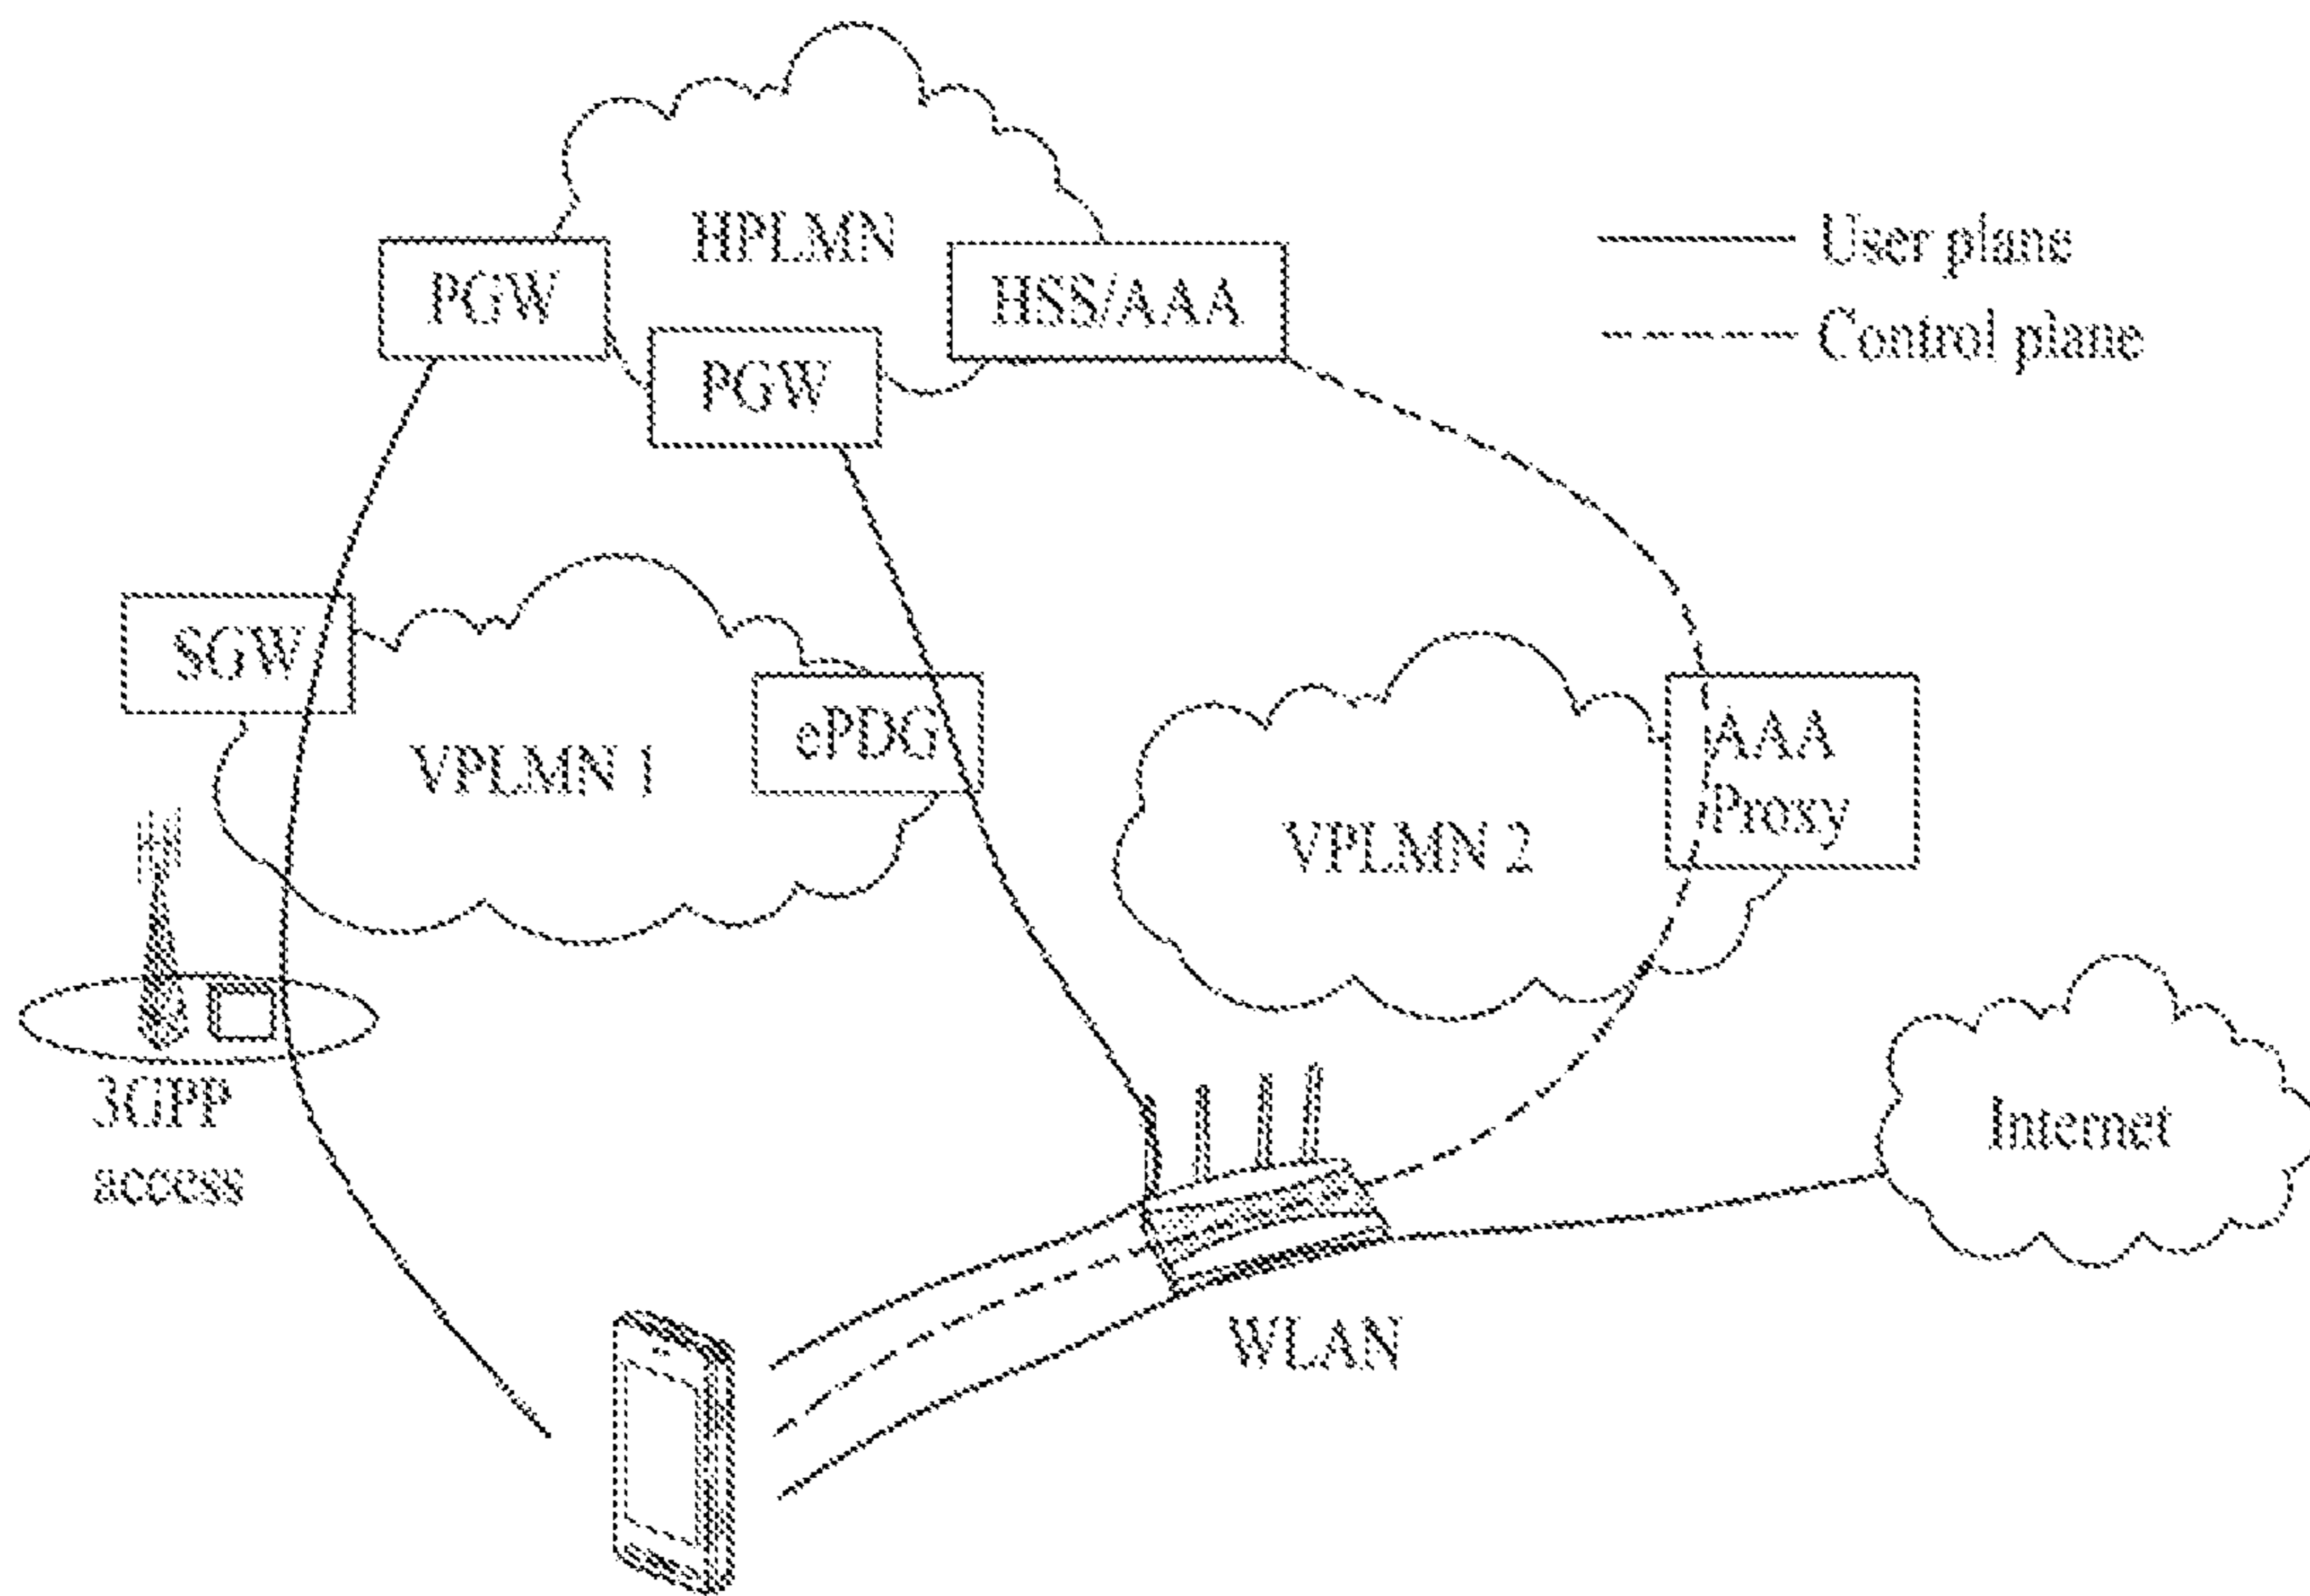 HPLMN
User plane
PGW
HSS/AAA
Control plane
PGW
SGW
ePDG
AAA
Proxy
VPLMN 1
VPLMN 2
3GPP
access
Internet
WLAN